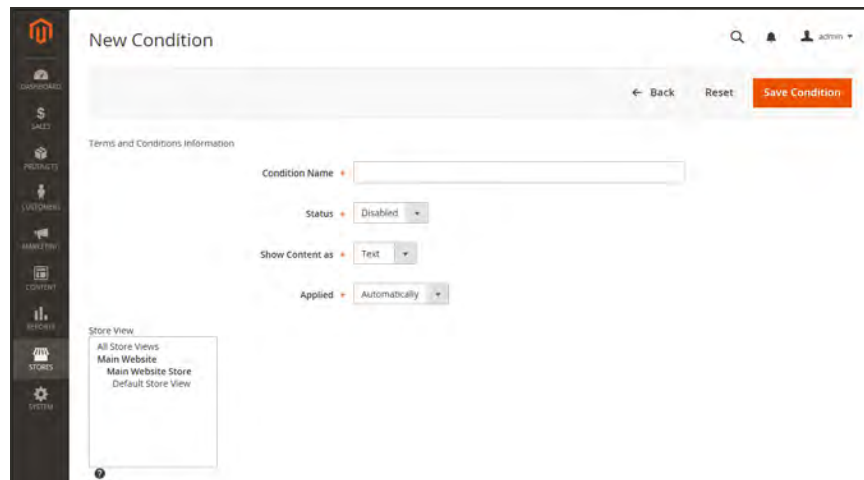 New Condition
admin
← Back
Reset
Save Condition
DASHBOARD
SALES
PRODUCTS
CUSTOMERS
MARKETING
CONTENT
REPORTS
STORES
SYSTEM
Terms and Conditions Information
Condition Name *
Status * Disabled
Show Content as * Text
Applied * Automatically
Store View
All Store Views
Main Website
Main Website Store
Default Store View
?